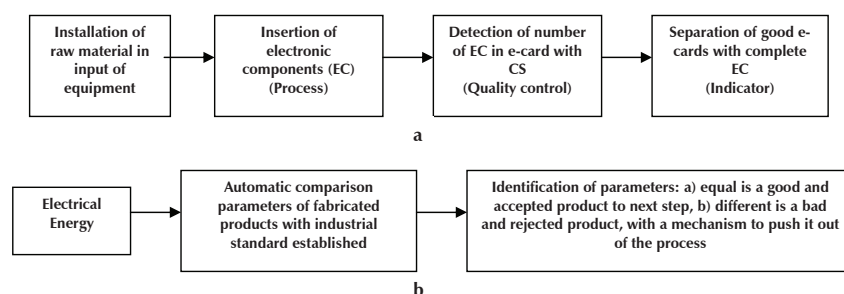 Installation of
raw material in
input of
equipment
Insertion of
electronic
components (EC)
(Process)
Detection of number
of EC in e-card with
CS
(Quality control)
Separation of good e-
cards with complete
EC
(Indicator)
a
Electrical
Energy
Automatic comparison
parameters of fabricated
products with industrial
standard established
Identification of parameters: a) equal is a good and
accepted product to next step, b) different is a bad
and rejected product, with a mechanism to push it out
of the process
b